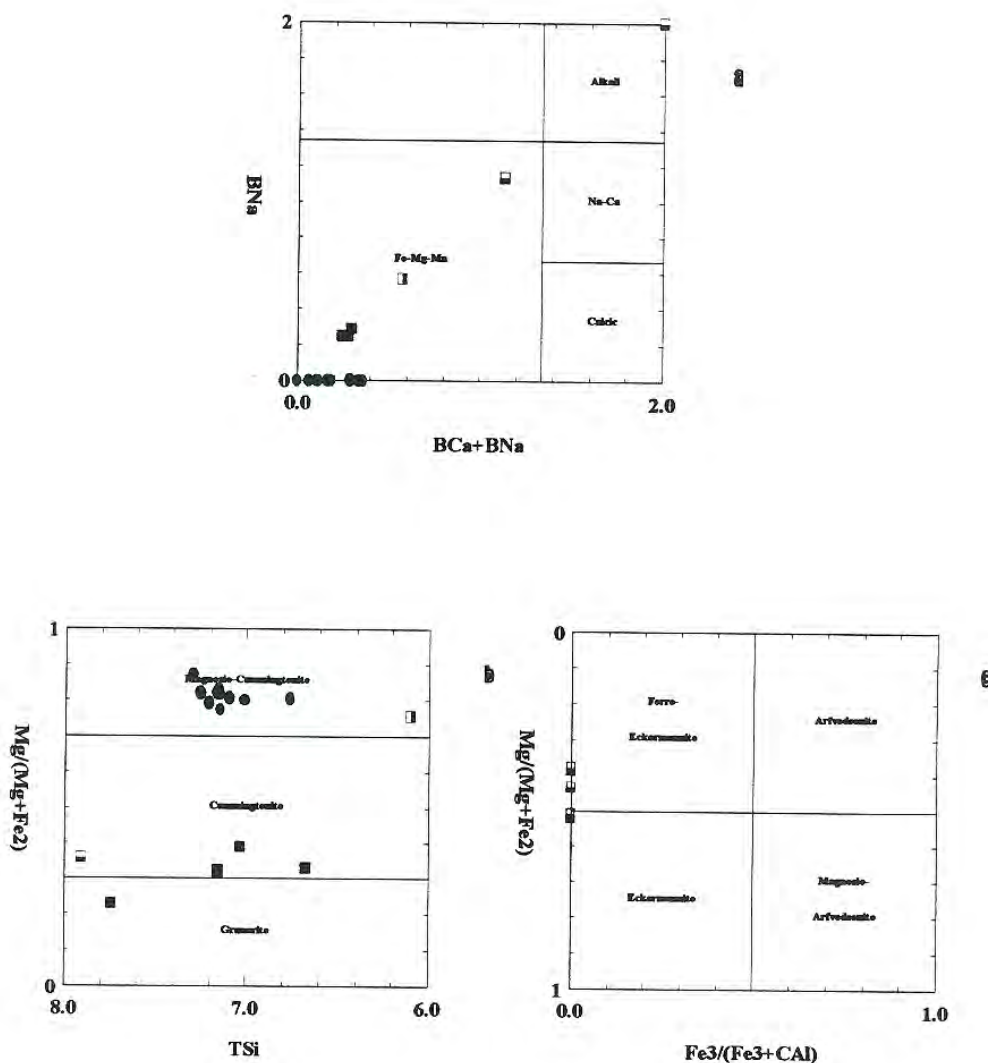 2
Alkali
BNa
Na-Ca
Fe-Mg-Mn
Calcic
0
0.0
2.0
BCa+BNa
1
Magnesio-Cummingtonite
Mg/(Mg+Fe2)
Cummingtonite
Grunerite
0
8.0
7.0
6.0
TSi
0
Ferro-
Eckermannite
Arfvedsonite
Mg/(Mg+Fe2)
Eckermannite
Magnesio-
Arfvedsonite
1
0.0
1.0
Fe3/(Fe3+CAl)